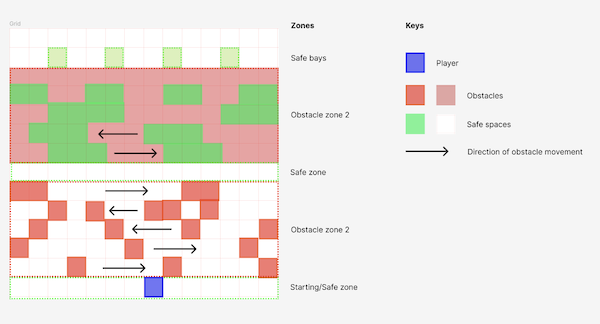 Grid
Zones
Keys
Safe bays
Player
Obstacles
Obstacle zone 2
Safe spaces
Direction of obstacle movement
Safe zone
Obstacle zone 2
Starting/Safe zone